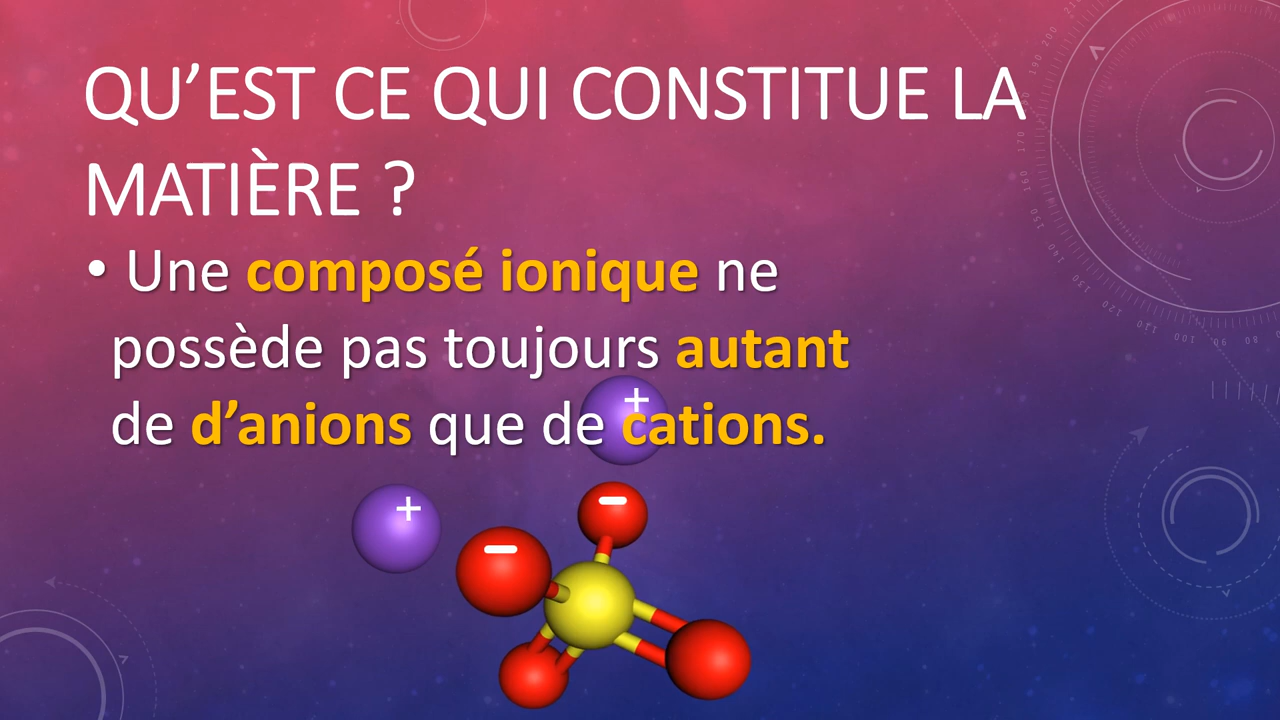 QU’EST CE QUI CONSTITUE LA
MATIÈRE ?
• Une composé ionique ne
possède pas toujours autant
de d’anions que de cations.
+
+
−
−